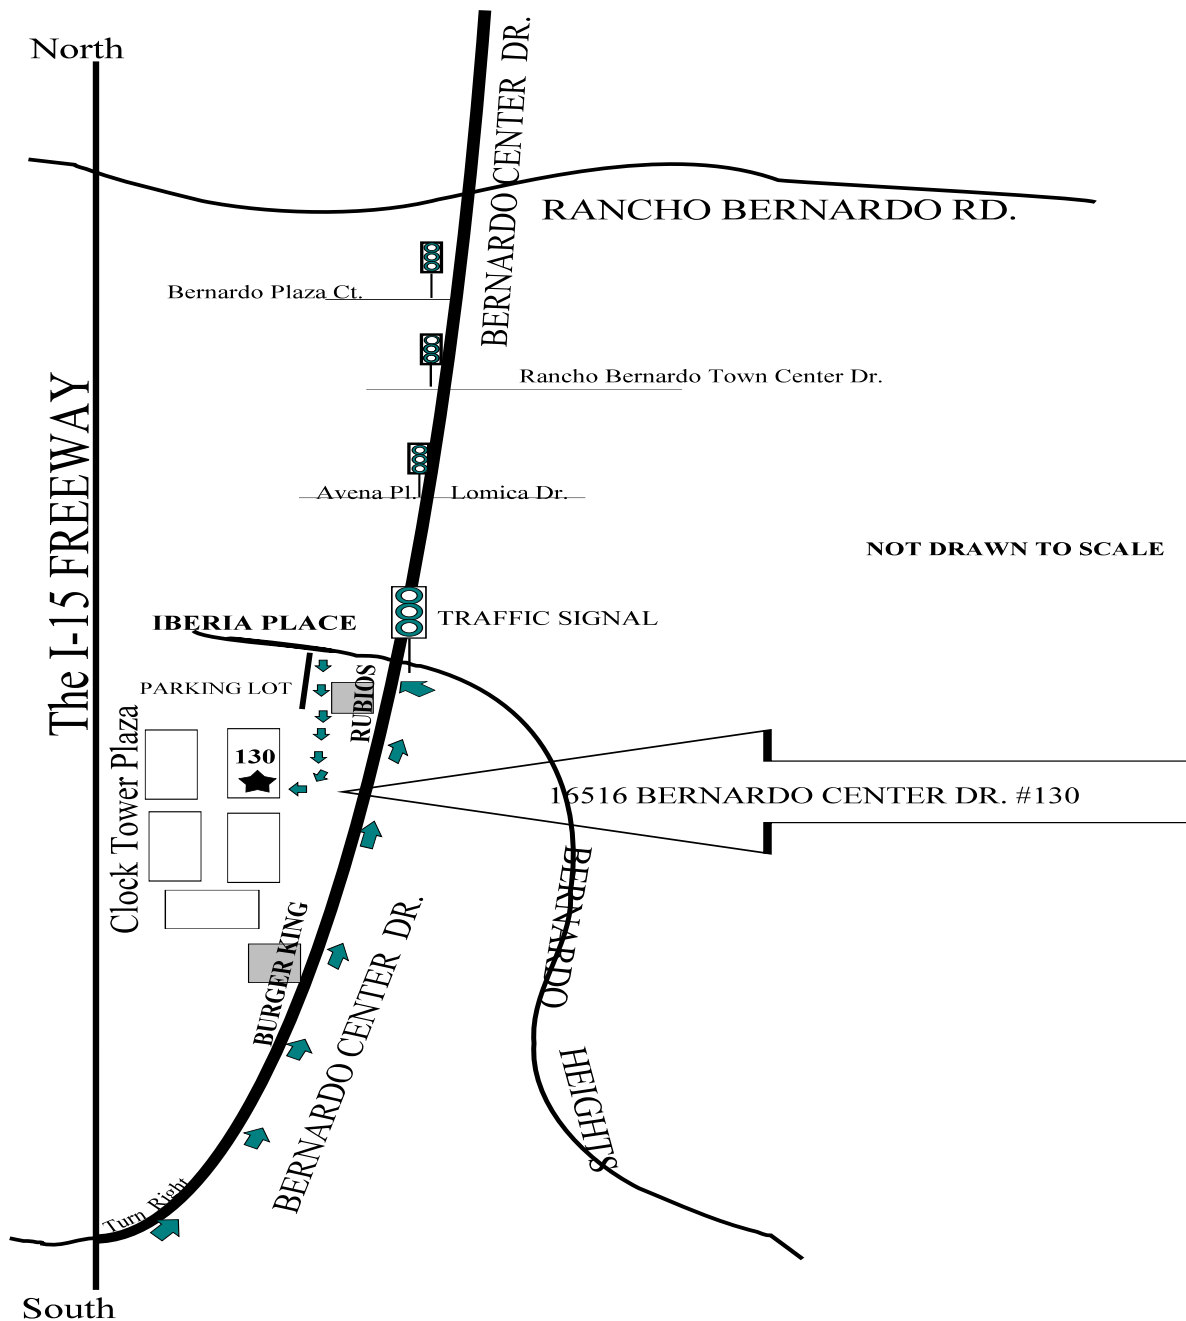 North
BERNARDO CENTER DR.
RANCHO BERNARDO RD.
Bernardo Plaza Ct.
Rancho Bernardo Town Center Dr.
The I-15 FREEWAY
Avena Pl. Lomica Dr.
NOT DRAWN TO SCALE
IBERIA PLACE
TRAFFIC SIGNAL
PARKING LOT
RUBIOS
Clock Tower Plaza
130
16516 BERNARDO CENTER DR. #130
BERNARDO
HEIGHTS
BURGER KING
BERNARDO CENTER DR.
Turn Right
South